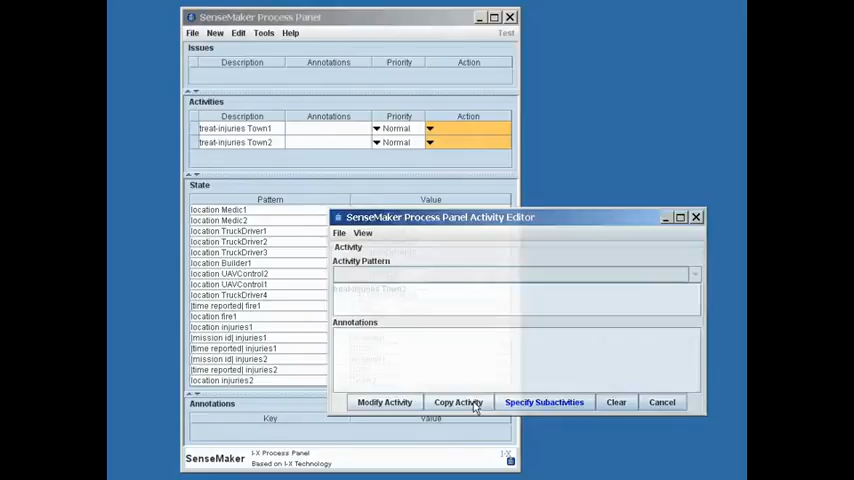 SenseMaker Process Panel
File New Edit Tools Help Test
Issues
Description Annotations Priority Action
Activities
Description Annotations Priority Action
treat-injuries Town1 Normal
treat-injuries Town2 Normal
State
Pattern Value
location Medic1
location Medic2
location TruckDriver1
location TruckDriver2
location TruckDriver3
location Builder1
location UAVControl2
location UAVControl1
location TruckDriver4
|time reported| fire1
location fire1
location injuries1
|mission id| injuries1
|time reported| injuries1
|mission id| injuries2
|time reported| injuries2
location injuries2
Annotations
Key Value
SenseMaker
I-X Process Panel
Based on I-X Technology
I-X
SenseMaker Process Panel Activity Editor
File View
Activity
Activity Pattern
treat-injuries Town2
Annotations
Modify Activity Copy Activity Specify Subactivities Clear Cancel